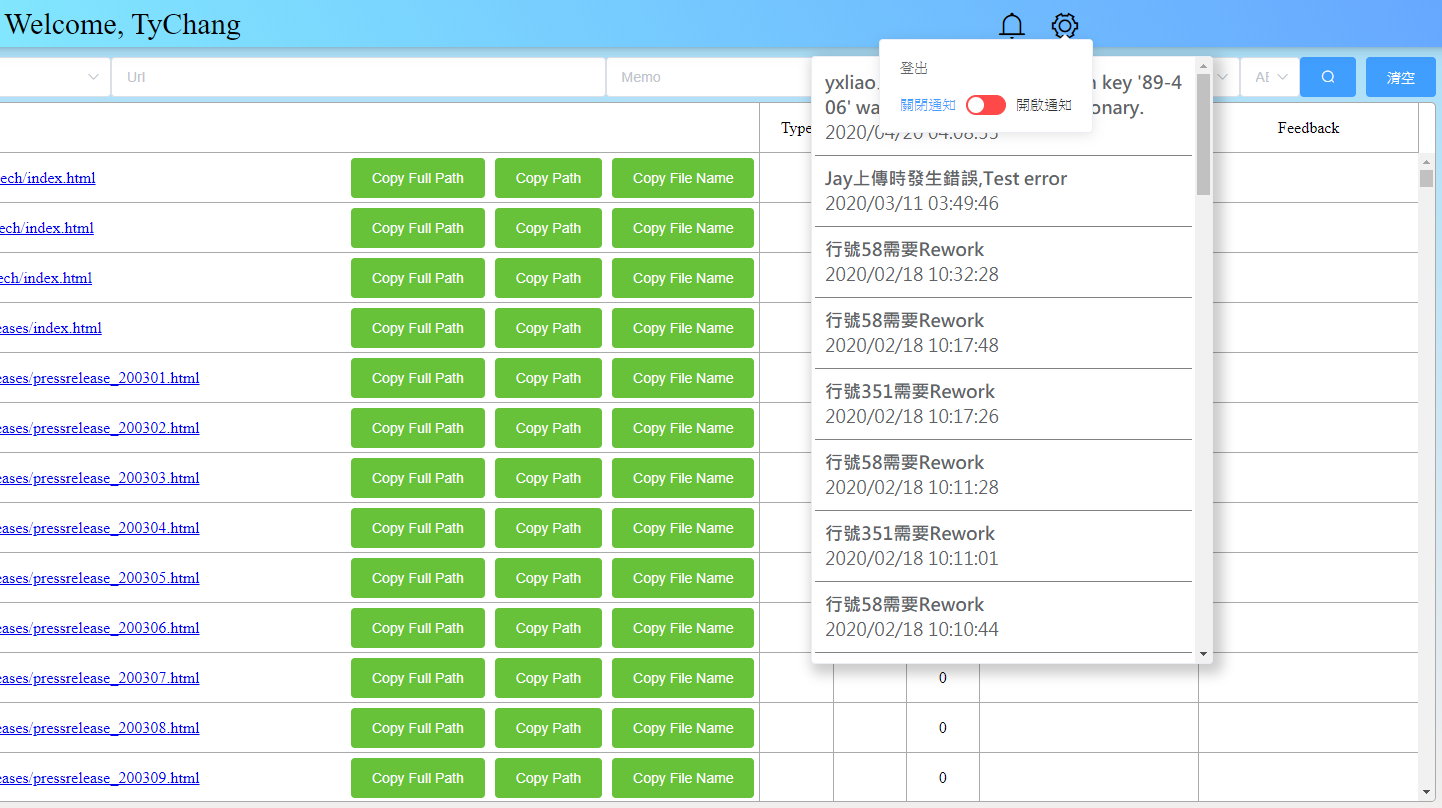 Welcome, TyChang
Url
Memo
清空
登出
關閉通知 開啟通知
yxliao
n key '89-4
06' wa
onary.
2020/04/20 04:08:35
Jay上傳時發生錯誤,Test error
2020/03/11 03:49:46
行號58需要Rework
2020/02/18 10:32:28
行號58需要Rework
2020/02/18 10:17:48
行號351需要Rework
2020/02/18 10:17:26
行號58需要Rework
2020/02/18 10:11:28
行號351需要Rework
2020/02/18 10:11:01
行號58需要Rework
2020/02/18 10:10:44
Type Feedback
ech/index.html Copy Full Path Copy Path Copy File Name
ech/index.html Copy Full Path Copy Path Copy File Name
ech/index.html Copy Full Path Copy Path Copy File Name
eases/index.html Copy Full Path Copy Path Copy File Name
eases/pressrelease_200301.html Copy Full Path Copy Path Copy File Name
eases/pressrelease_200302.html Copy Full Path Copy Path Copy File Name
eases/pressrelease_200303.html Copy Full Path Copy Path Copy File Name
eases/pressrelease_200304.html Copy Full Path Copy Path Copy File Name
eases/pressrelease_200305.html Copy Full Path Copy Path Copy File Name
eases/pressrelease_200306.html Copy Full Path Copy Path Copy File Name
eases/pressrelease_200307.html Copy Full Path Copy Path Copy File Name 0
eases/pressrelease_200308.html Copy Full Path Copy Path Copy File Name 0
eases/pressrelease_200309.html Copy Full Path Copy Path Copy File Name 0